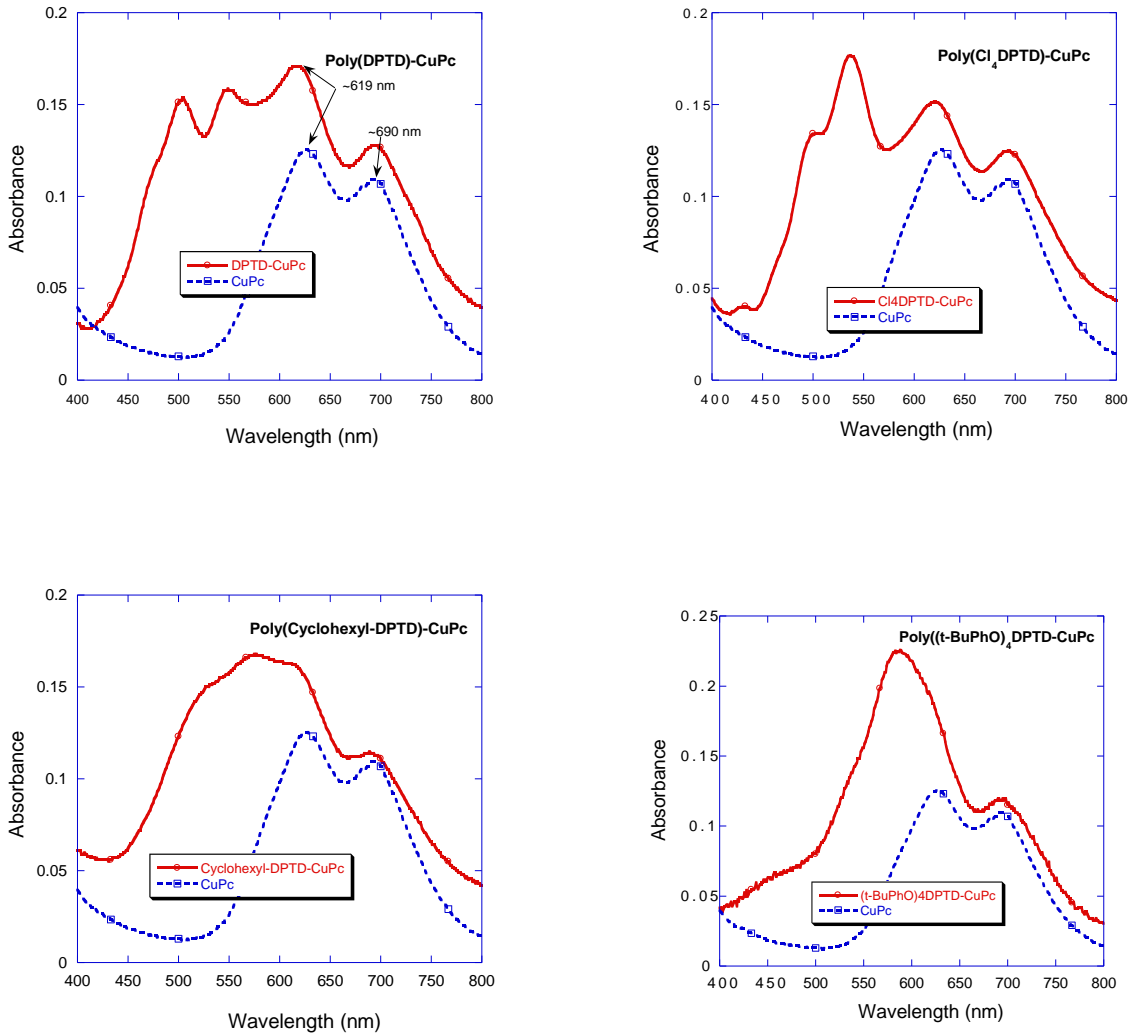 0.2
Poly(DPTD)-CuPc
~619 nm
~690 nm
0.15
0.1
0.05
0
Absorbance
DPTD-CuPc
CuPc
400 450 500 550 600 650 700 750 800
Wavelength (nm)
0.2
Poly(Cl4DPTD)-CuPc
0.15
0.1
0.05
0
Absorbance
Cl4DPTD-CuPc
CuPc
400 450 500 550 600 650 700 750 800
Wavelength (nm)
0.2
Poly(Cyclohexyl-DPTD)-CuPc
0.15
0.1
0.05
0
Absorbance
Cyclohexyl-DPTD-CuPc
CuPc
400 450 500 550 600 650 700 750 800
Wavelength (nm)
0.25
Poly((t-BuPhO)4DPTD-CuPc
0.2
0.15
0.1
0.05
0
Absorbance
(t-BuPhO)4DPTD-CuPc
CuPc
400 450 500 550 600 650 700 750 800
Wavelength (nm)